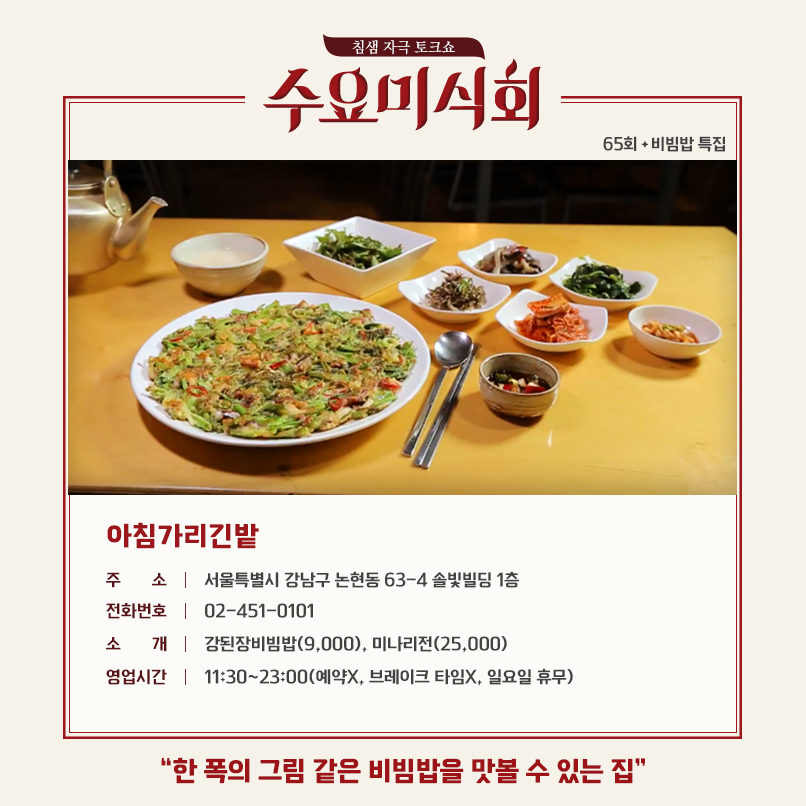 침샘 자극 토크쇼
수요미식회
65회 + 비빔밥 특집
아침가리긴밭
주 소 | 서울특별시 강남구 논현동 63-4 솔빛빌딩 1층
전화번호 | 02-451-0101
소 개 | 강된장비빔밥(9,000), 미나리전(25,000)
영업시간 | 11:30~23:00(예약X, 브레이크 타임X, 일요일 휴무)
“한 폭의 그림 같은 비빔밥을 맛볼 수 있는 집”